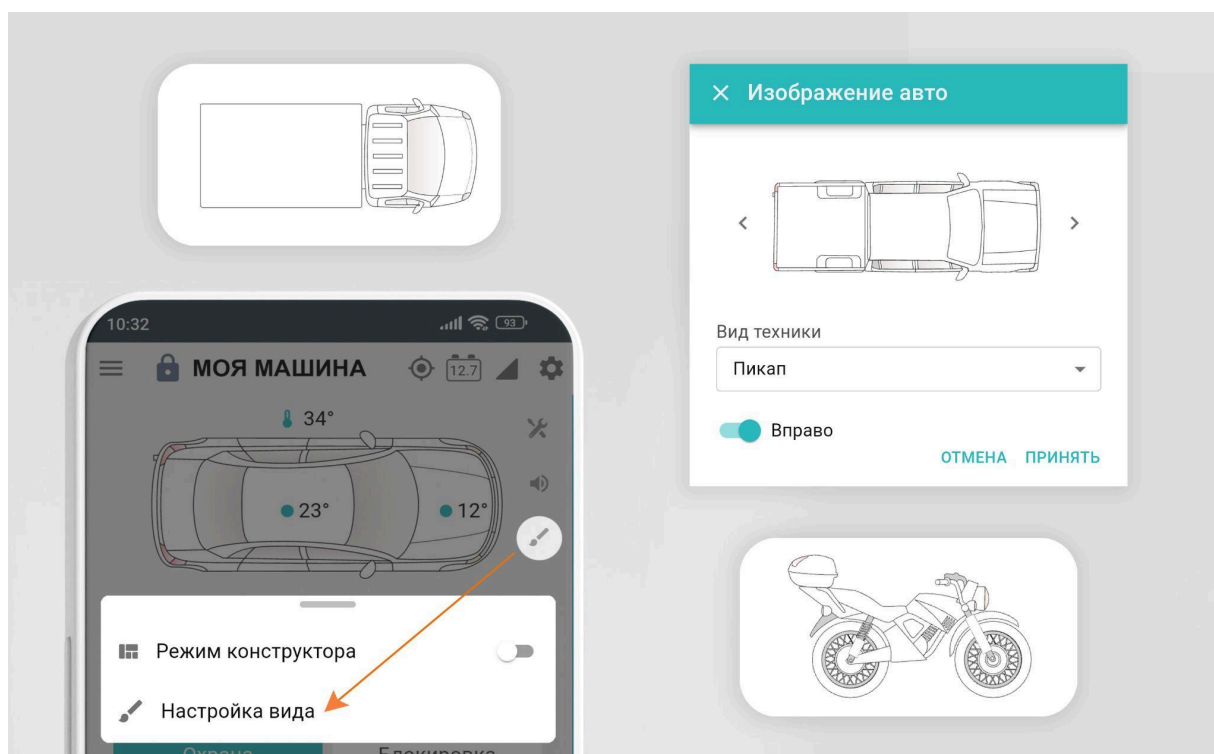 10:32
93
МОЯ МАШИНА
12.7
34°
23°
12°
Режим конструктора
Настройка вида
Охрана
Блокировка
Изображение авто
Вид техники
Пикап
Вправо
ОТМЕНА ПРИНЯТЬ